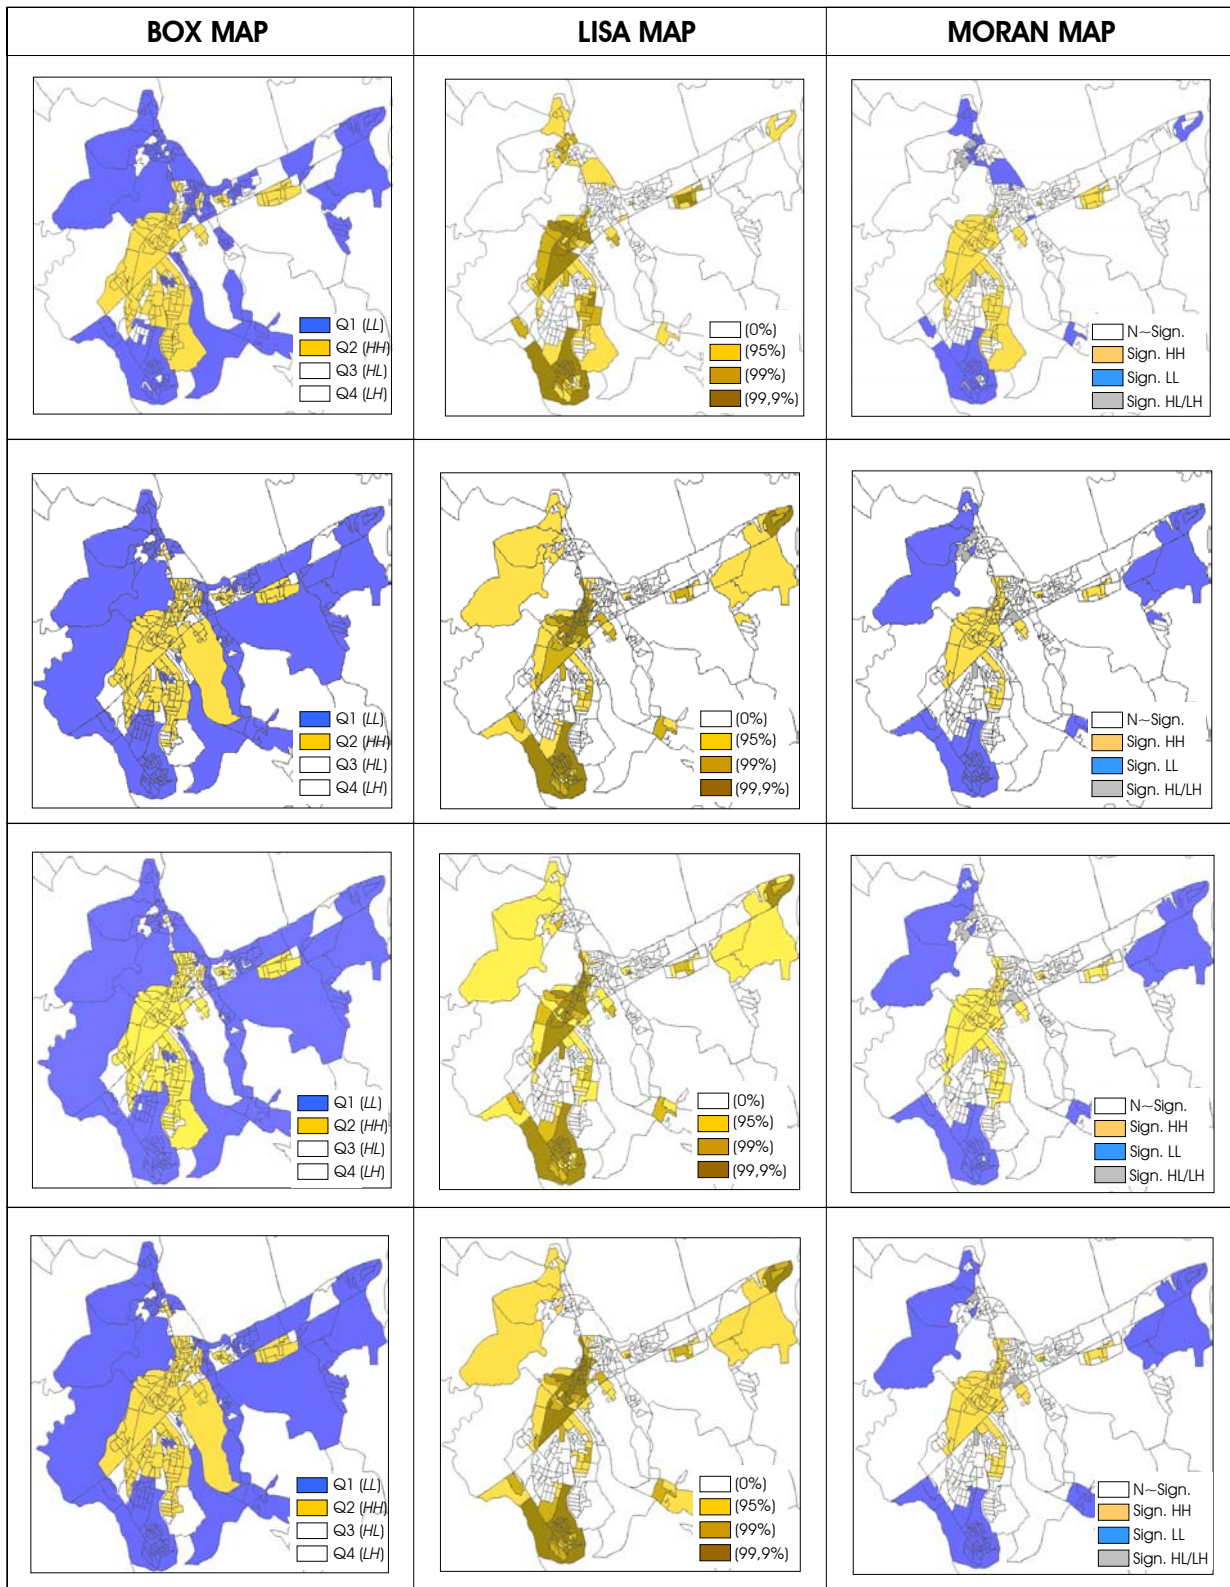 BOX MAP
LISA MAP
MORAN MAP
Q1 (LL)
Q2 (HH)
Q3 (HL)
Q4 (LH)
(0%)
(95%)
(99%)
(99,9%)
N~Sign.
Sign. HH
Sign. LL
Sign. HL/LH
Q1 (LL)
Q2 (HH)
Q3 (HL)
Q4 (LH)
(0%)
(95%)
(99%)
(99,9%)
N~Sign.
Sign. HH
Sign. LL
Sign. HL/LH
Q1 (LL)
Q2 (HH)
Q3 (HL)
Q4 (LH)
(0%)
(95%)
(99%)
(99,9%)
N~Sign.
Sign. HH
Sign. LL
Sign. HL/LH
Q1 (LL)
Q2 (HH)
Q3 (HL)
Q4 (LH)
(0%)
(95%)
(99%)
(99,9%)
N~Sign.
Sign. HH
Sign. LL
Sign. HL/LH